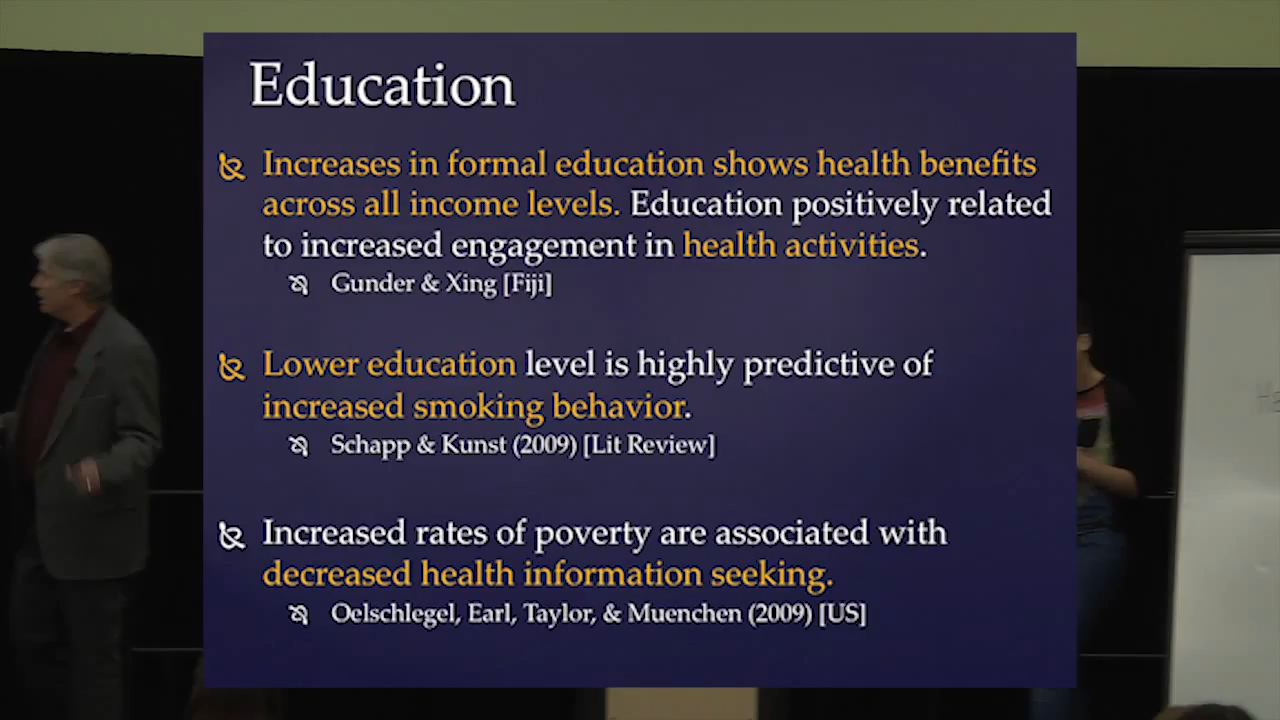 Education
Increases in formal education shows health benefits
across all income levels. Education positively related
to increased engagement in health activities.
Gunder & Xing [Fiji]
Lower education level is highly predictive of
increased smoking behavior.
Schapp & Kunst (2009) [Lit Review]
Increased rates of poverty are associated with
decreased health information seeking.
Oelschlegel, Earl, Taylor, & Muenchen (2009) [US]